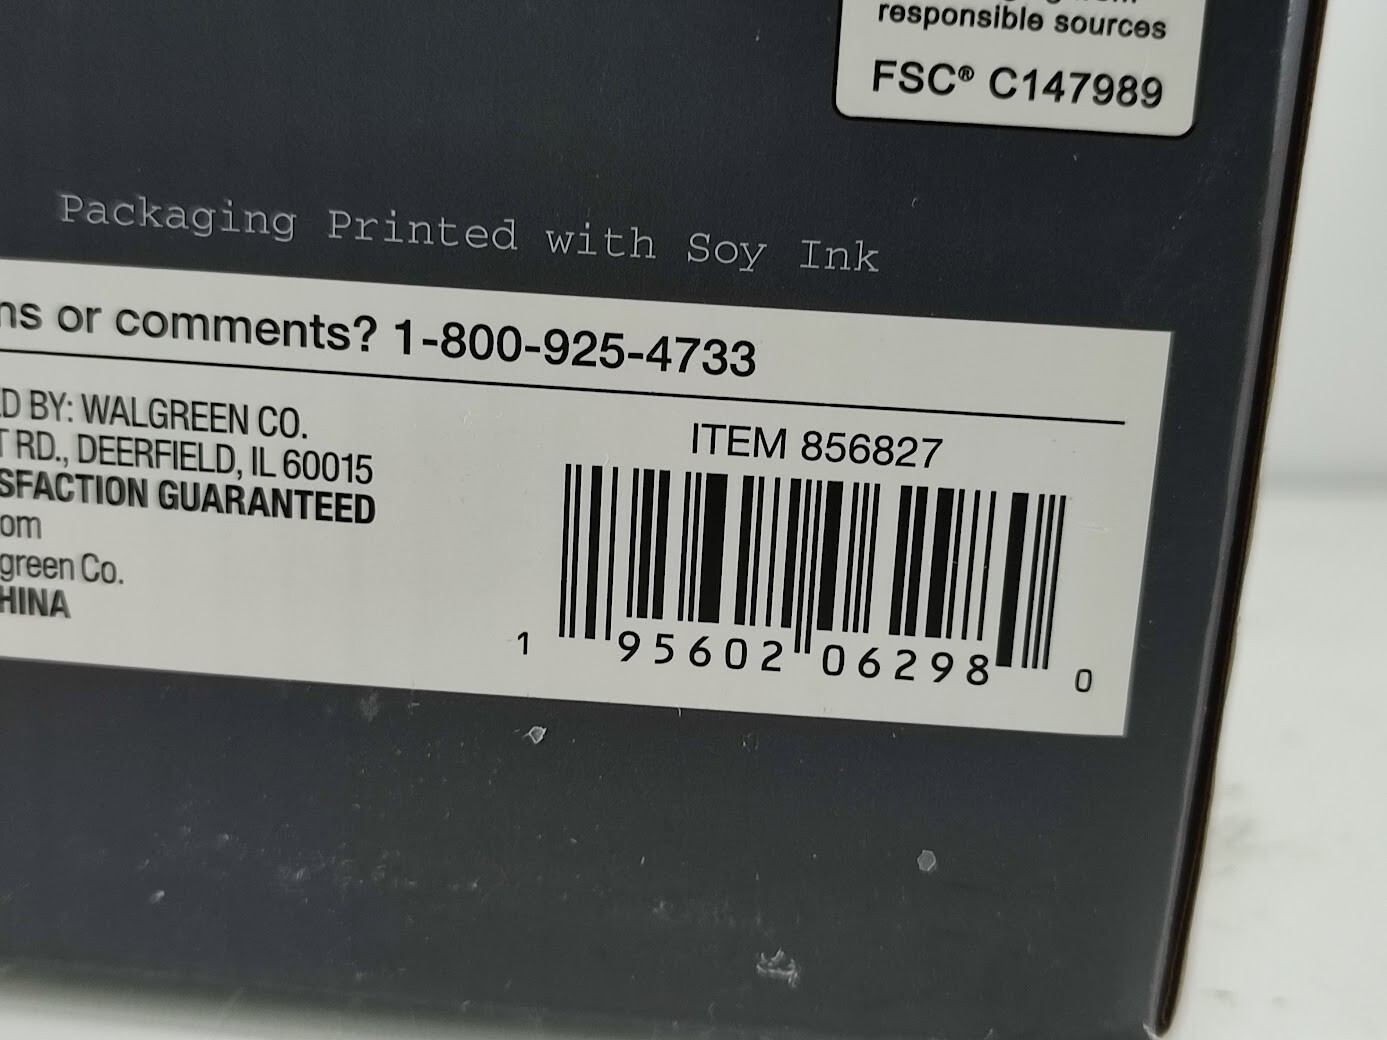 responsible sources
FSC® C147989
Packaging Printed with Soy Ink
ns or comments? 1-800-925-4733
D BY: WALGREEN CO.
T RD., DEERFIELD, IL 60015
SFACTION GUARANTEED
om
green Co.
HINA
ITEM 856827
1 95602 06298 0